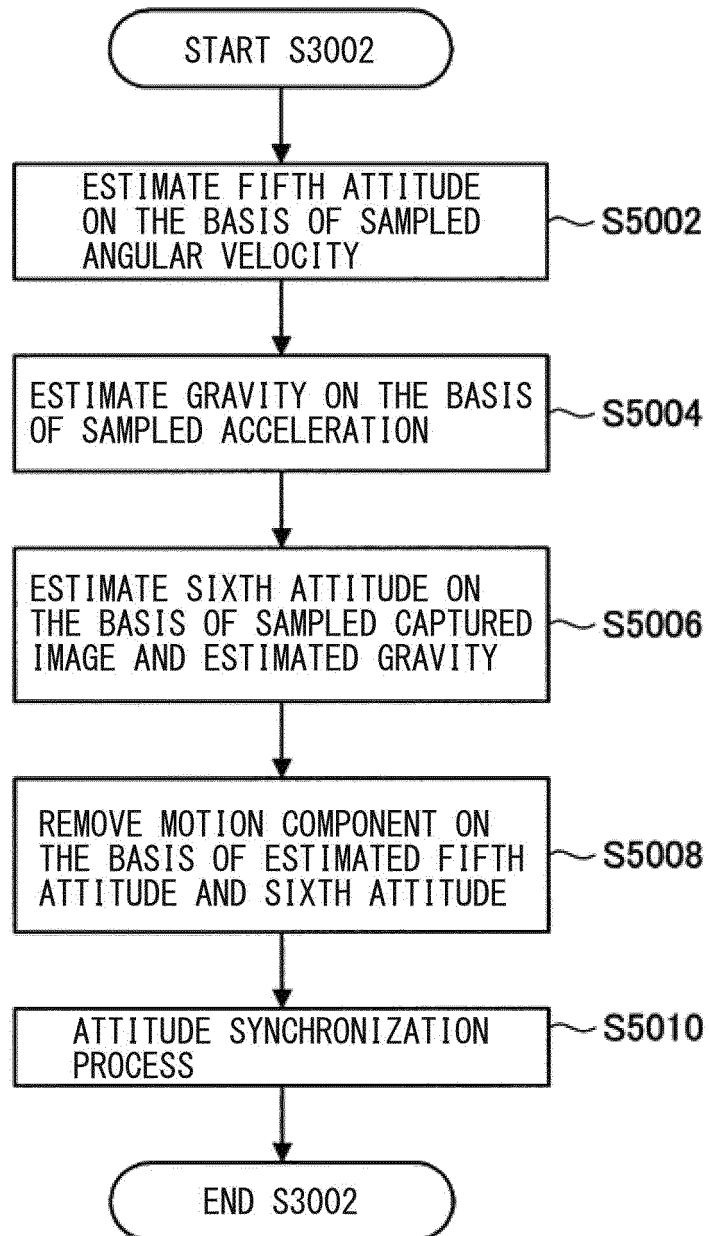 START S3002
ESTIMATE FIFTH ATTITUDE
ON THE BASIS OF SAMPLED
ANGULAR VELOCITY
S5002
ESTIMATE GRAVITY ON THE BASIS
OF SAMPLED ACCELERATION
S5004
ESTIMATE SIXTH ATTITUDE ON
THE BASIS OF SAMPLED CAPTURED
IMAGE AND ESTIMATED GRAVITY
S5006
REMOVE MOTION COMPONENT ON
THE BASIS OF ESTIMATED FIFTH
ATTITUDE AND SIXTH ATTITUDE
S5008
ATTITUDE SYNCHRONIZATION
PROCESS
S5010
END S3002